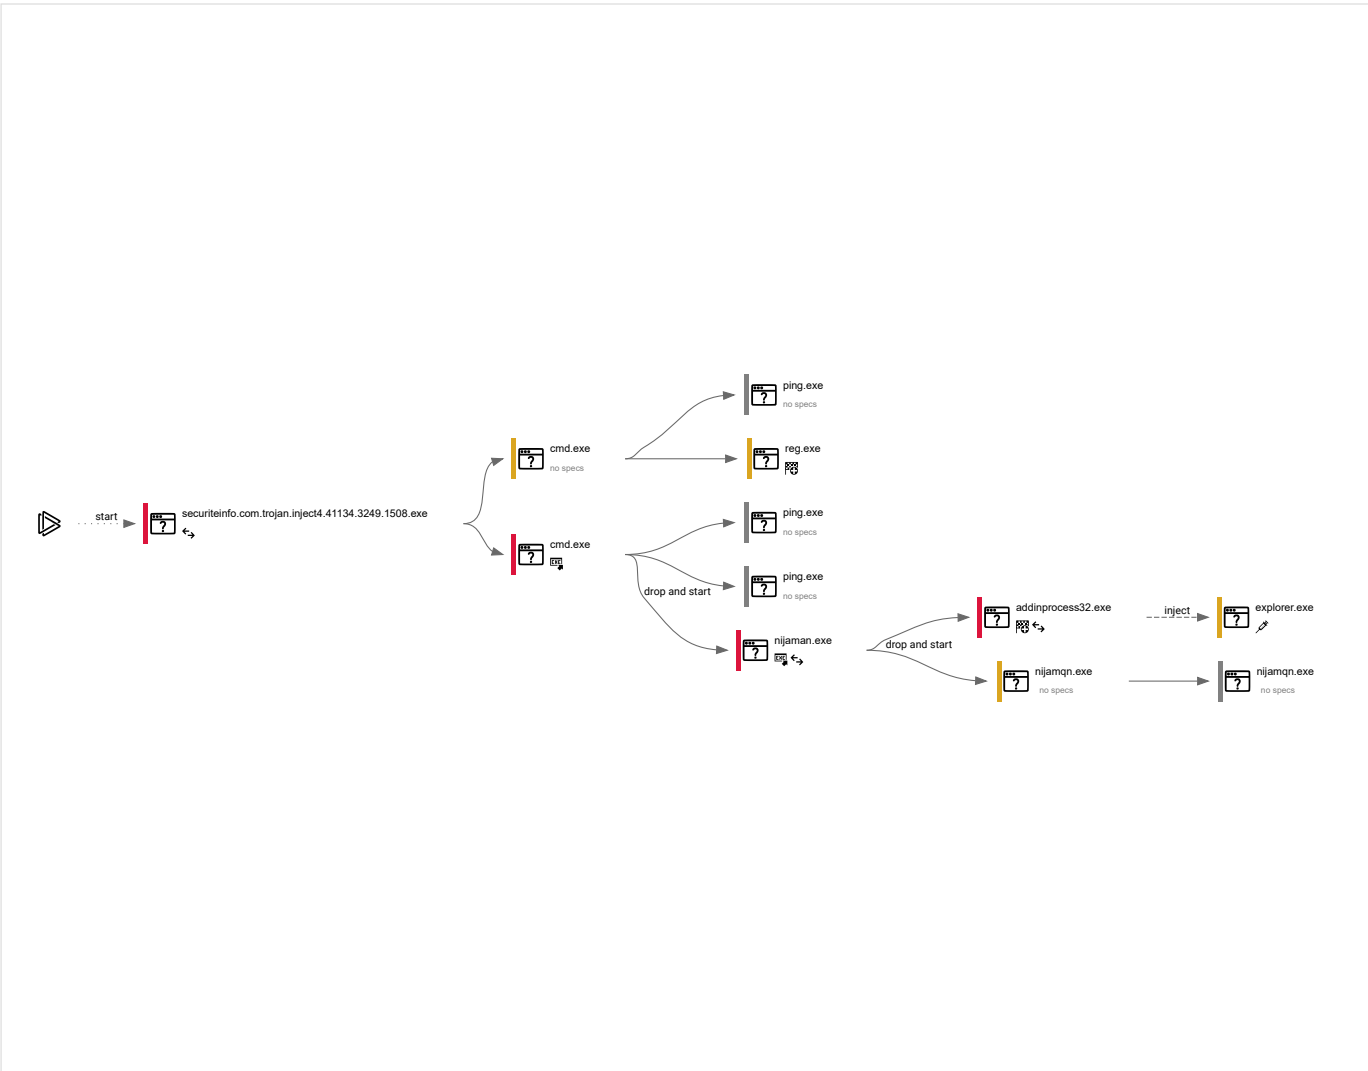 start
securiteinfo.com.trojan.inject4.41134.3249.1508.exe
cmd.exe
no specs
cmd.exe
ping.exe
no specs
reg.exe
ping.exe
no specs
ping.exe
no specs
drop and start
nijaman.exe
drop and start
addinprocess32.exe
inject
explorer.exe
nijamqn.exe
no specs
nijamqn.exe
no specs